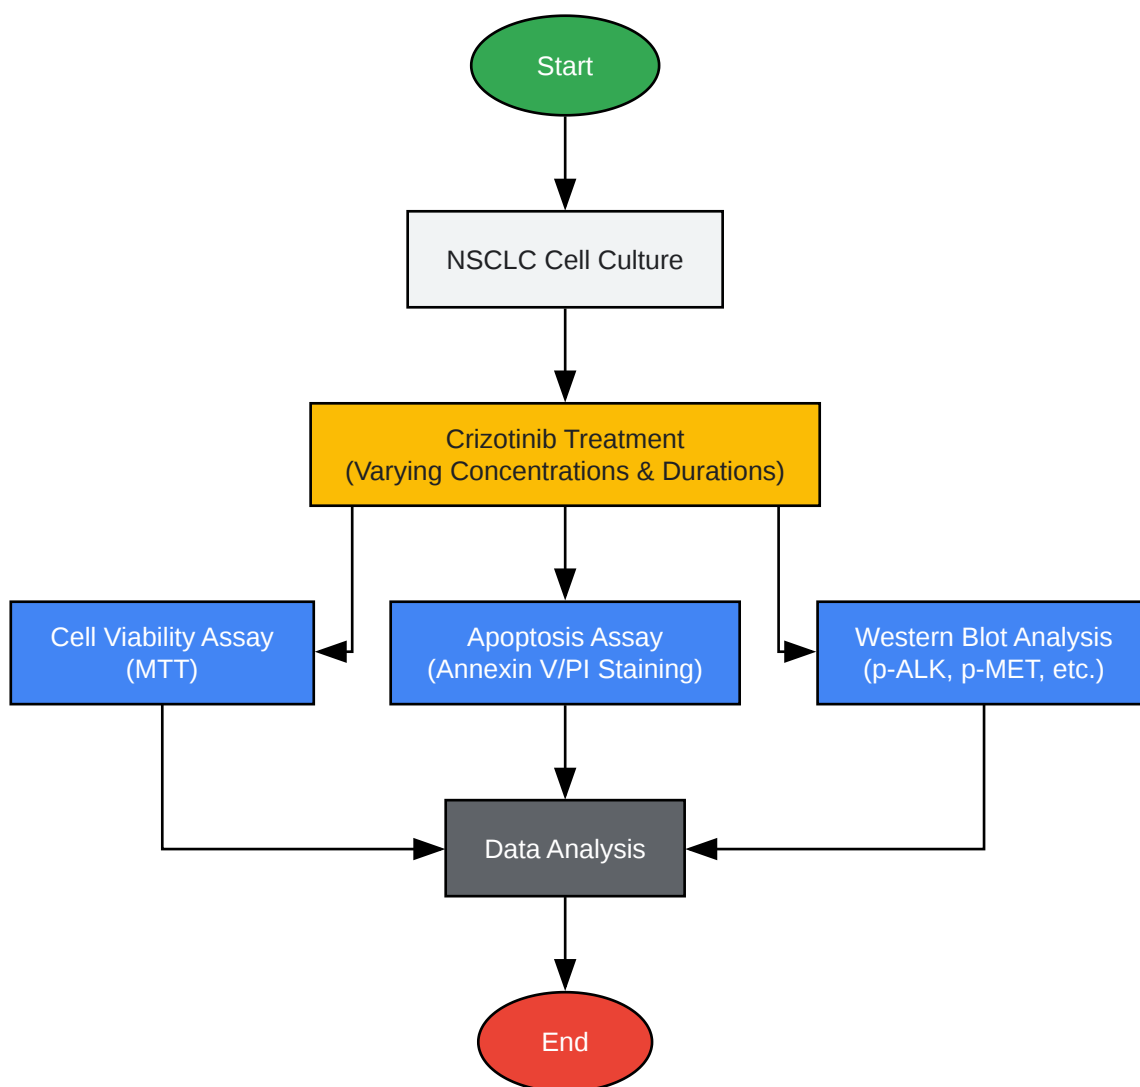 Start
NSCLC Cell Culture
Crizotinib Treatment
(Varying Concentrations & Durations)
Cell Viability Assay
(MTT)
Apoptosis Assay
(Annexin V/PI Staining)
Western Blot Analysis
(p-ALK, p-MET, etc.)
Data Analysis
End